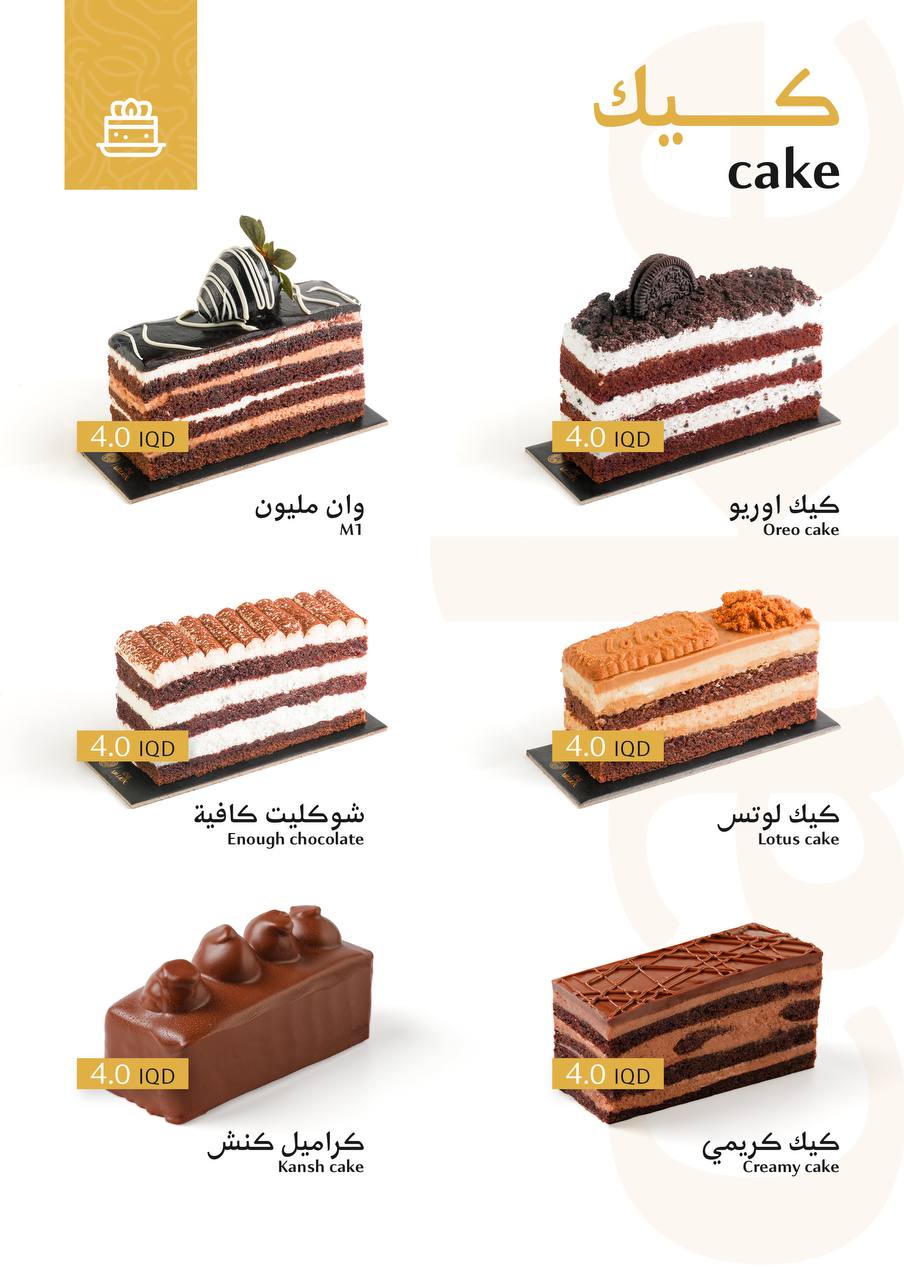 كـــيك
cake
4.0 IQD
كيك اوريو
Oreo cake
4.0 IQD
وان مليون
M1
4.0 IQD
كيك لوتس
Lotus cake
4.0 IQD
شوكليت كافية
Enough chocolate
4.0 IQD
كيك كريمي
Creamy cake
4.0 IQD
كراميل كنش
Kansh cake